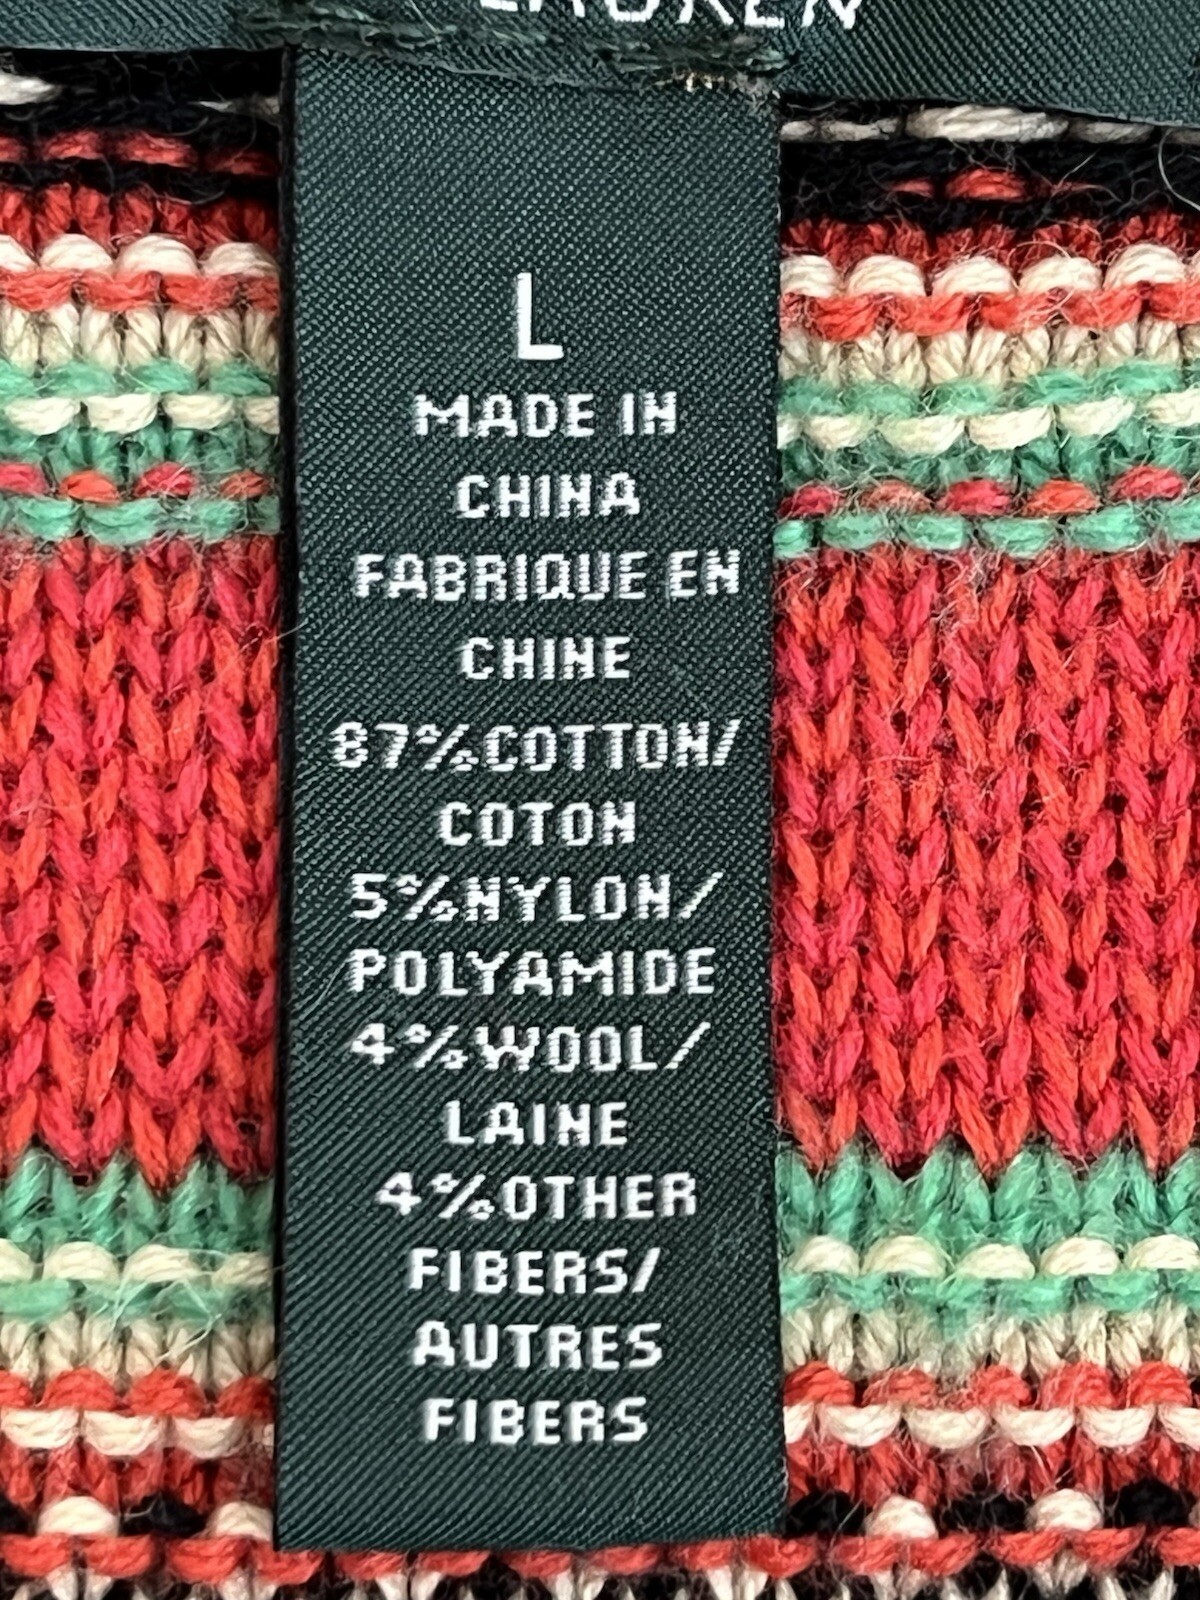 LAUREN
L
MADE IN
CHINA
FABRIQUE EN
CHINE
87%COTTON/
COTON
5%NYLON/
POLYAMIDE
4%WOOL/
LAINE
4%OTHER
FIBERS/
AUTRES
FIBERS